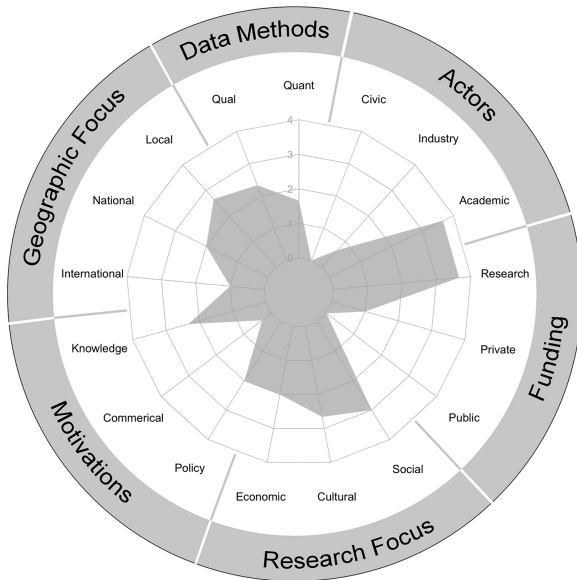 Data Methods
Actors
Funding
Research Focus
Motivations
Geographic Focus
Quant
Civic
Industry
Academic
Research
Private
Public
Social
Cultural
Economic
Policy
Commerical
Knowledge
International
National
Local
Qual
4
3
2
1
0